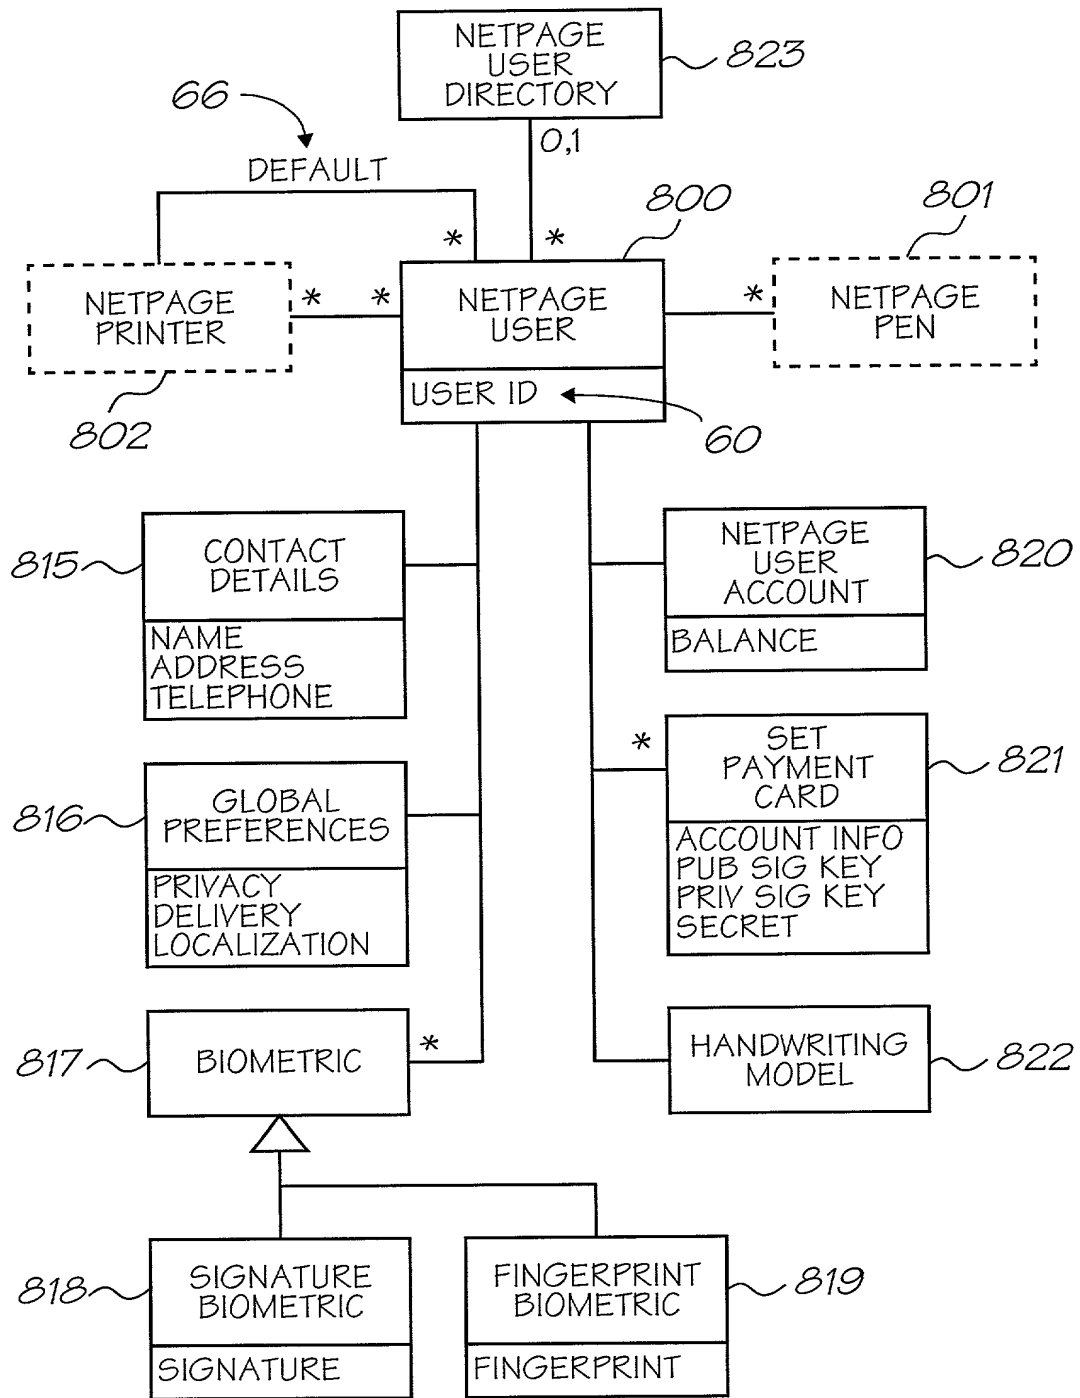 NETPAGE
USER
DIRECTORY
823
66
DEFAULT
0,1
*
*
800
801
NETPAGE
PRINTER
*
*
NETPAGE
USER
*
NETPAGE
PEN
802
USER ID
60
815
CONTACT
DETAILS
NAME
ADDRESS
TELEPHONE
NETPAGE
USER
ACCOUNT
820
BALANCE
816
GLOBAL
PREFERENCES
PRIVACY
DELIVERY
LOCALIZATION
*
SET
PAYMENT
CARD
821
ACCOUNT INFO
PUB SIG KEY
PRIV SIG KEY
SECRET
817
BIOMETRIC
*
HANDWRITING
MODEL
822
818
SIGNATURE
BIOMETRIC
SIGNATURE
FINGERPRINT
BIOMETRIC
819
FINGERPRINT